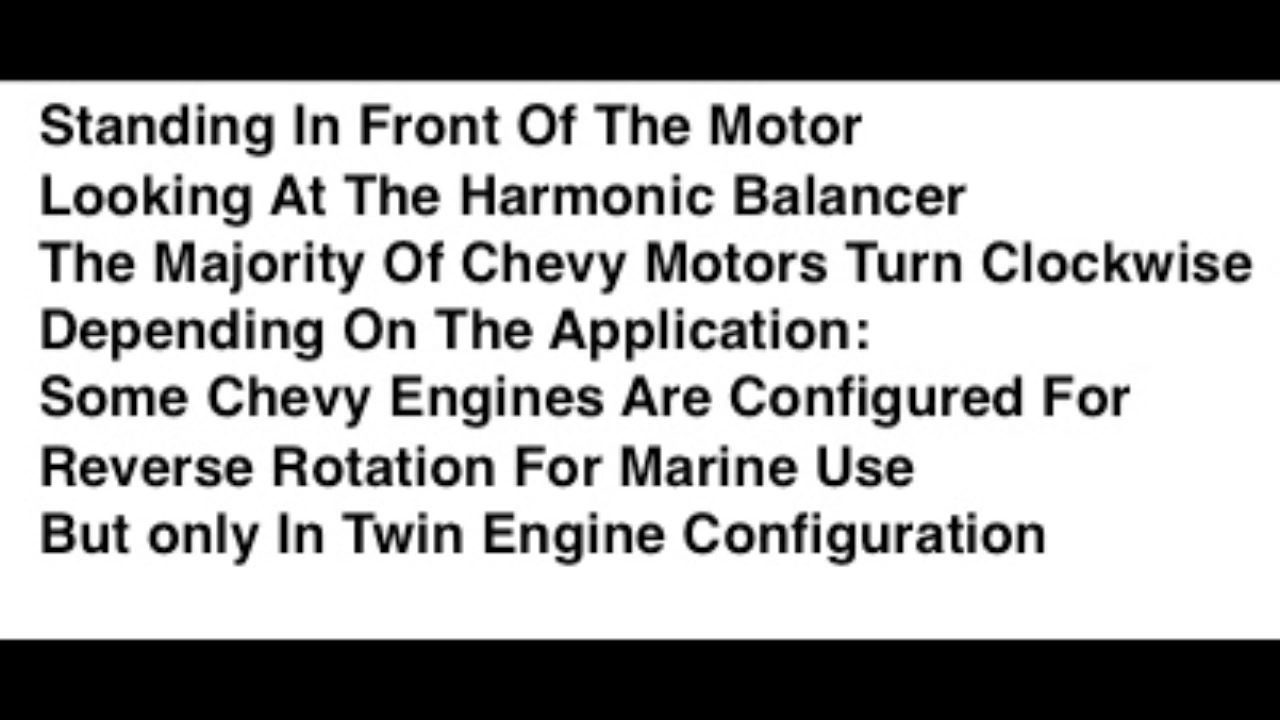 Standing In Front Of The Motor
Looking At The Harmonic Balancer
The Majority Of Chevy Motors Turn Clockwise
Depending On The Application:
Some Chevy Engines Are Configured For
Reverse Rotation For Marine Use
But only In Twin Engine Configuration